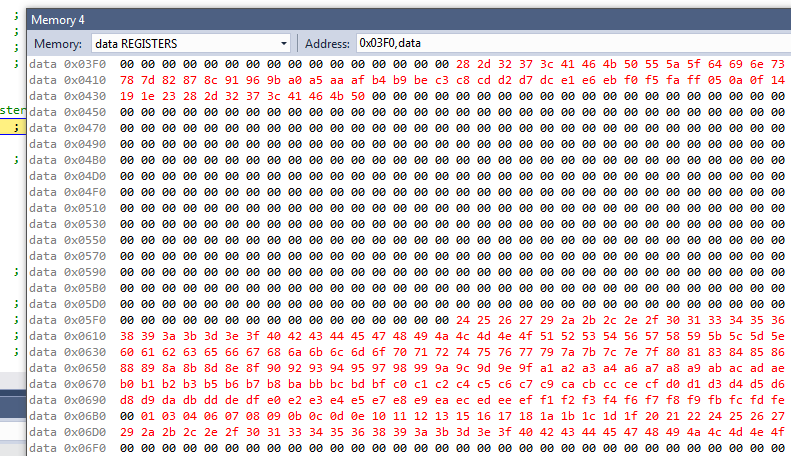 Memory 4
Memory: data REGISTERS Address: 0x03F0,data
; data 0x03F0 00 00 00 00 00 00 00 00 00 00 00 00 00 00 00 00 28 2d 32 37 3c 41 46 4b 50 55 5a 5f 64 69 6e 73
data 0x0410 78 7d 82 87 8c 91 96 9b a0 a5 aa af b4 b9 be c3 c8 cd d2 d7 dc e1 e6 eb f0 f5 fa ff 05 0a 0f 14
data 0x0430 19 1e 23 28 2d 32 37 3c 41 46 4b 50 00 00 00 00 00 00 00 00 00 00 00 00 00 00 00 00 00 00 00 00
data 0x0450 00 00 00 00 00 00 00 00 00 00 00 00 00 00 00 00 00 00 00 00 00 00 00 00 00 00 00 00 00 00 00 00
; data 0x0470 00 00 00 00 00 00 00 00 00 00 00 00 00 00 00 00 00 00 00 00 00 00 00 00 00 00 00 00 00 00 00 00
data 0x0490 00 00 00 00 00 00 00 00 00 00 00 00 00 00 00 00 00 00 00 00 00 00 00 00 00 00 00 00 00 00 00 00
; data 0x04B0 00 00 00 00 00 00 00 00 00 00 00 00 00 00 00 00 00 00 00 00 00 00 00 00 00 00 00 00 00 00 00 00
data 0x04D0 00 00 00 00 00 00 00 00 00 00 00 00 00 00 00 00 00 00 00 00 00 00 00 00 00 00 00 00 00 00 00 00
data 0x04F0 00 00 00 00 00 00 00 00 00 00 00 00 00 00 00 00 00 00 00 00 00 00 00 00 00 00 00 00 00 00 00 00
data 0x0510 00 00 00 00 00 00 00 00 00 00 00 00 00 00 00 00 00 00 00 00 00 00 00 00 00 00 00 00 00 00 00 00
data 0x0530 00 00 00 00 00 00 00 00 00 00 00 00 00 00 00 00 00 00 00 00 00 00 00 00 00 00 00 00 00 00 00 00
data 0x0550 00 00 00 00 00 00 00 00 00 00 00 00 00 00 00 00 00 00 00 00 00 00 00 00 00 00 00 00 00 00 00 00
data 0x0570 00 00 00 00 00 00 00 00 00 00 00 00 00 00 00 00 00 00 00 00 00 00 00 00 00 00 00 00 00 00 00 00
; data 0x0590 00 00 00 00 00 00 00 00 00 00 00 00 00 00 00 00 00 00 00 00 00 00 00 00 00 00 00 00 00 00 00 00
data 0x05B0 00 00 00 00 00 00 00 00 00 00 00 00 00 00 00 00 00 00 00 00 00 00 00 00 00 00 00 00 00 00 00 00
; data 0x05D0 00 00 00 00 00 00 00 00 00 00 00 00 00 00 00 00 00 00 00 00 00 00 00 00 00 00 00 00 00 00 00 00
; data 0x05F0 00 00 00 00 00 00 00 00 00 00 00 00 00 00 00 00 24 25 26 27 29 2a 2b 2c 2e 2f 30 31 33 34 35 36
; data 0x0610 38 39 3a 3b 3d 3e 3f 40 42 43 44 45 47 48 49 4a 4c 4d 4e 4f 51 52 53 54 56 57 58 59 5b 5c 5d 5e
; data 0x0630 60 61 62 63 65 66 67 68 6a 6b 6c 6d 6f 70 71 72 74 75 76 77 79 7a 7b 7c 7e 7f 80 81 83 84 85 86
data 0x0650 88 89 8a 8b 8d 8e 8f 90 92 93 94 95 97 98 99 9a 9c 9d 9e 9f a1 a2 a3 a4 a6 a7 a8 a9 ab ac ad ae
data 0x0670 b0 b1 b2 b3 b5 b6 b7 b8 ba bb bc bd bf c0 c1 c2 c4 c5 c6 c7 c9 ca cb cc ce cf d0 d1 d3 d4 d5 d6
data 0x0690 d8 d9 da db dd de df e0 e2 e3 e4 e5 e7 e8 e9 ea ec ed ee ef f1 f2 f3 f4 f6 f7 f8 f9 fb fc fd fe
data 0x06B0 00 01 03 04 06 07 08 09 0b 0c 0d 0e 10 11 12 13 15 16 17 18 1a 1b 1c 1d 1f 20 21 22 24 25 26 27
data 0x06D0 29 2a 2b 2c 2e 2f 30 31 33 34 35 36 38 39 3a 3b 3d 3e 3f 40 42 43 44 45 47 48 49 4a 4c 4d 4e 4f
data 0x06F0 00 00 00 00 00 00 00 00 00 00 00 00 00 00 00 00 00 00 00 00 00 00 00 00 00 00 00 00 00 00 00 00